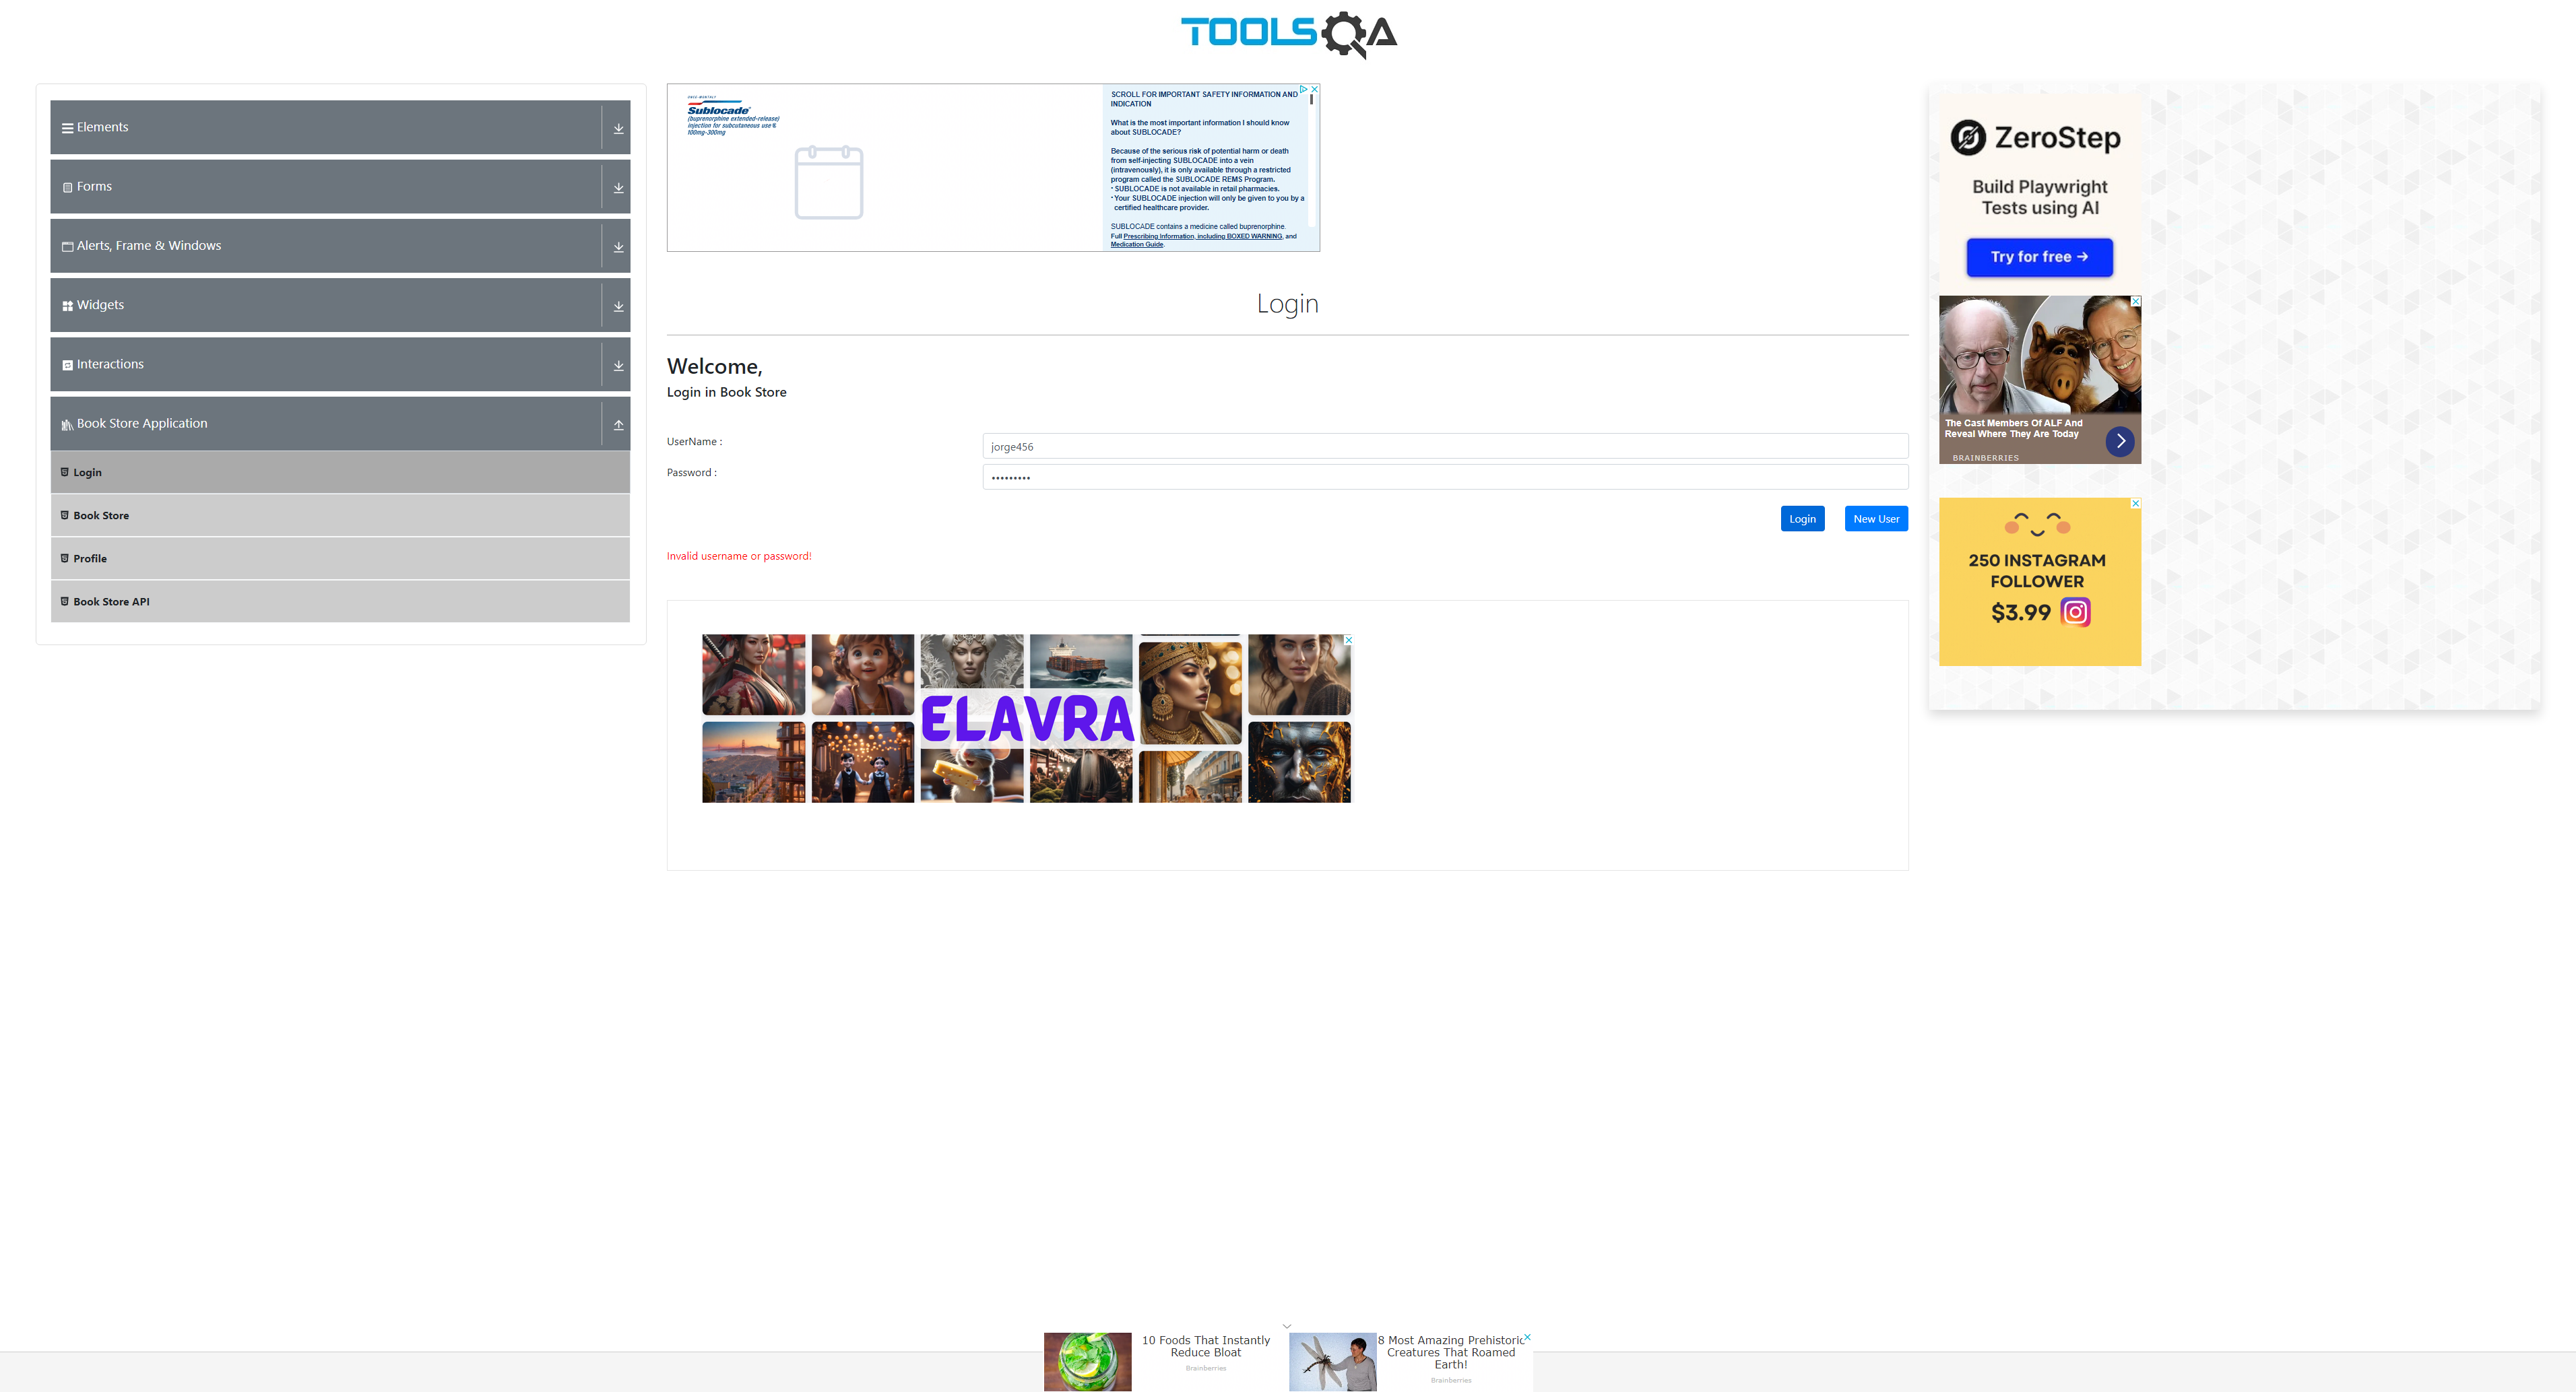 TOOLSQA
Elements
Forms
Alerts, Frame & Windows
Widgets
Interactions
Book Store Application
Login
Book Store
Profile
Book Store API
ONCE-MONTHLY
Sublocade
(buprenorphine extended-release)
injection for subcutaneous use℞
100mg·300mg
SCROLL FOR IMPORTANT SAFETY INFORMATION AND
INDICATION
What is the most important information I should know
about SUBLOCADE?
Because of the serious risk of potential harm or death
from self-injecting SUBLOCADE into a vein
(intravenously), it is only available through a restricted
program called the SUBLOCADE REMS Program.
• SUBLOCADE is not available in retail pharmacies.
• Your SUBLOCADE injection will only be given to you by a
certified healthcare provider.
SUBLOCADE contains a medicine called buprenorphine.
Full Prescribing Information, including BOXED WARNING, and
Medication Guide.
Login
Welcome,
Login in Book Store
UserName :
jorge456
Password :
•••••••••
Login
New User
Invalid username or password!
ELAVRA
ZeroStep
Build Playwright
Tests using AI
Try for free →
The Cast Members Of ALF And
Reveal Where They Are Today
BRAINBERRIES
250 INSTAGRAM
FOLLOWER
$3.99
10 Foods That Instantly
Reduce Bloat
Brainberries
8 Most Amazing Prehistoric
Creatures That Roamed
Earth!
Brainberries